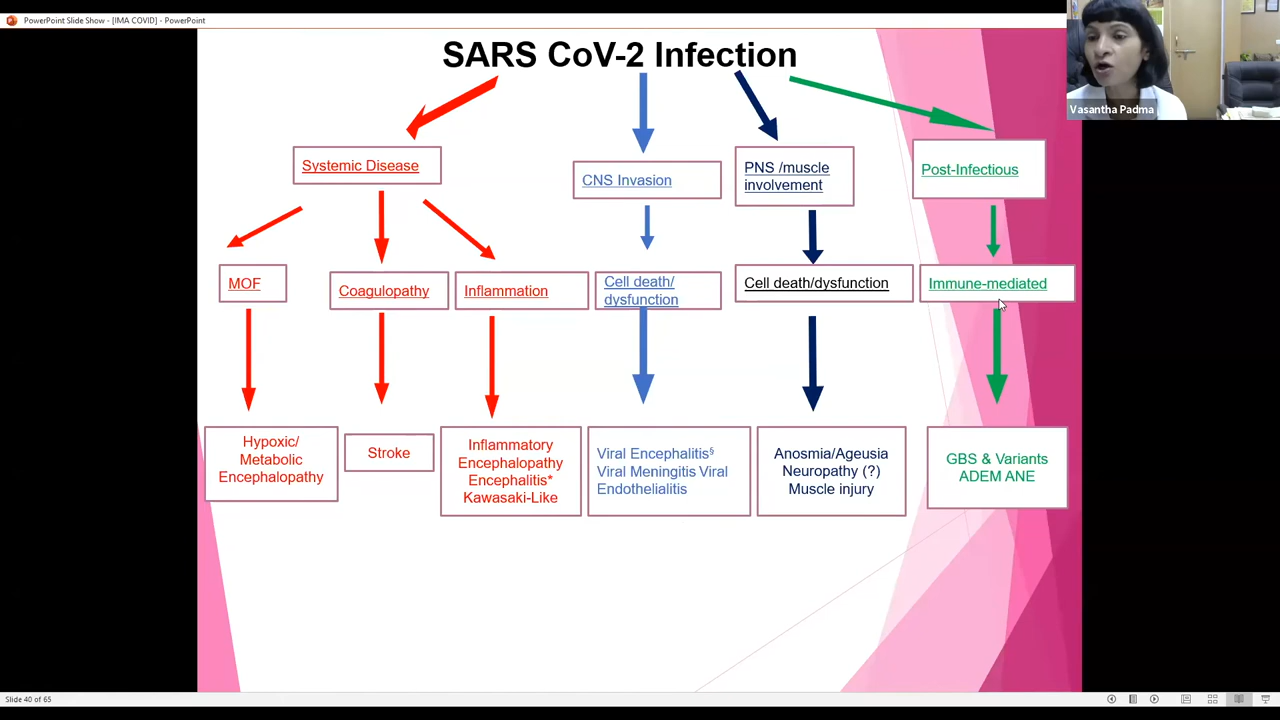 PowerPoint Slide Show - [IMA COVID] - PowerPoint
Vasantha Padma
SARS CoV-2 Infection
Systemic Disease
CNS Invasion
PNS /muscle
involvement
Post-Infectious
MOF
Coagulopathy
Inflammation
Cell death/
dysfunction
Cell death/dysfunction
Immune-mediated
Hypoxic/
Metabolic
Encephalopathy
Stroke
Inflammatory
Encephalopathy
Encephalitis*
Kawasaki-Like
Viral Encephalitis§
Viral Meningitis Viral
Endothelialitis
Anosmia/Ageusia
Neuropathy (?)
Muscle injury
GBS & Variants
ADEM ANE
Slide 40 of 65